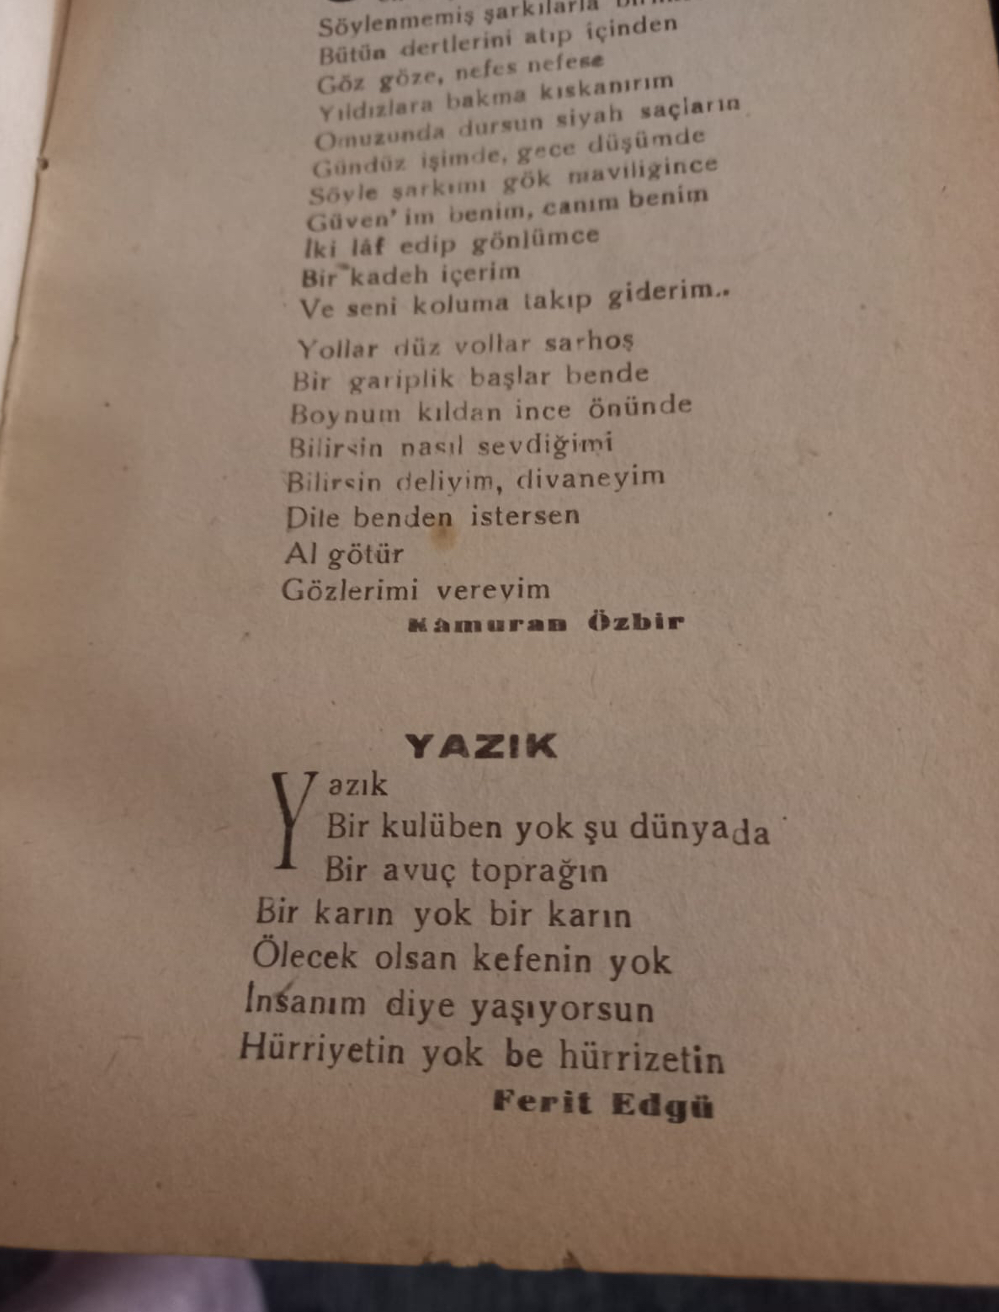 Söylenmemiş şarkılarla
Bütün dertlerini atıp içinden
Göz göze, nefes nefese
Yıldızlara bakma kıskanırım
Omuzunda dursun siyah saçların
Gündüz işimde, gece düşümde
Söyle şarkımı gök maviligince
Güven' im benim, canım benim
İki lâf edip gönlümce
Bir kadeh içerim
Ve seni koluma takıp giderim..
Yollar düz yollar sarhoş
Bir gariplik başlar bende
Boynum kıldan ince önünde
Bilirsin nasıl sevdiğimi
Bilirsin deliyim, divaneyim
Dile benden istersen
Al götür
Gözlerimi vereyim
Kâmuran Özbir
YAZIK
Yazık
Bir kulüben yok şu dünyada
Bir avuç toprağın
Bir karın yok bir karın
Ölecek olsan kefenin yok
İnsanım diye yaşıyorsun
Hürriyetin yok be hürrizetin
Ferit Edgü